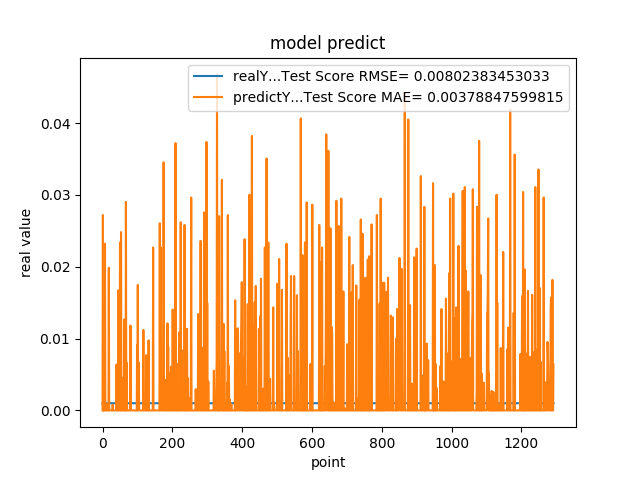 model predict
realY...Test Score RMSE= 0.00802383453033
predictY...Test Score MAE= 0.00378847599815
real value
0.04
0.03
0.02
0.01
0.00
0 200 400 600 800 1000 1200
point